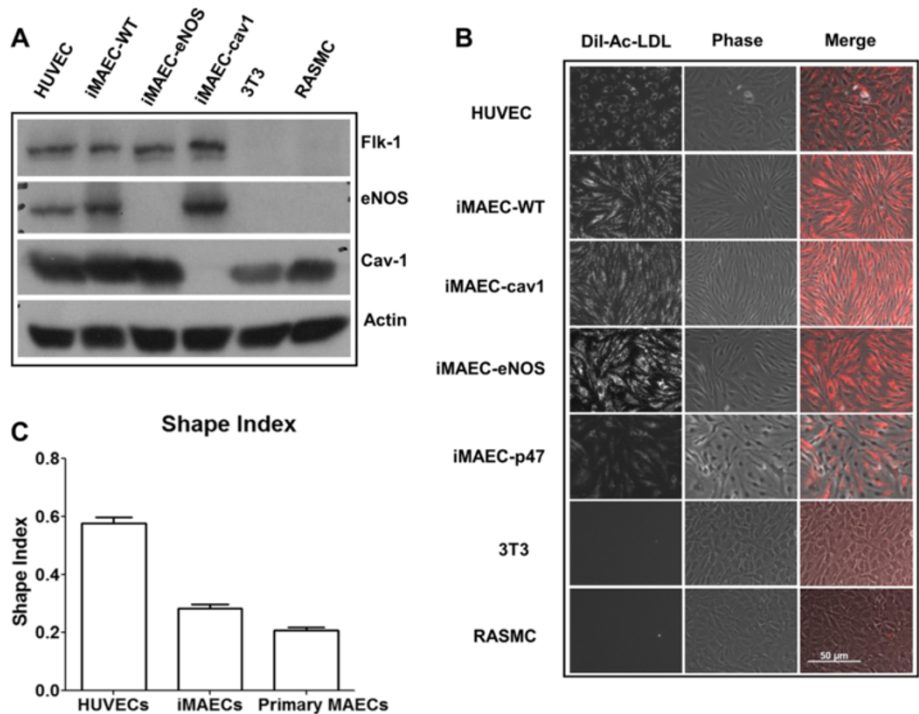 A
HUVEC
iMAEC-WT
iMAEC-eNOS
iMAEC-cav1
3T3
RASMC
Flk-1
eNOS
Cav-1
Actin
B
Dil-Ac-LDL Phase Merge
HUVEC
iMAEC-WT
iMAEC-cav1
iMAEC-eNOS
iMAEC-p47
3T3
RASMC
50 µm
C
Shape Index
Shape Index
0.8
0.6
0.4
0.2
0.0
HUVECs iMAECs Primary MAECs